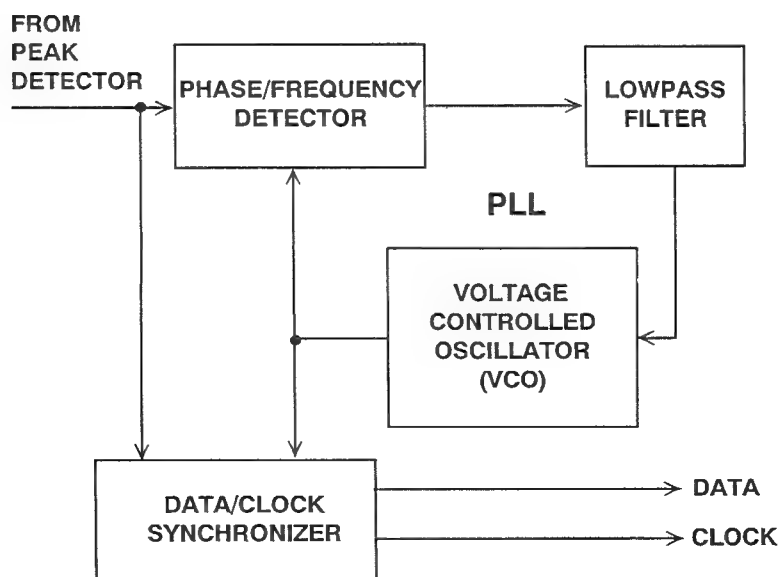 FROM
PEAK
DETECTOR
PHASE/FREQUENCY
DETECTOR
LOWPASS
FILTER
PLL
VOLTAGE
CONTROLLED
OSCILLATOR
(VCO)
DATA/CLOCK
SYNCHRONIZER
DATA
CLOCK